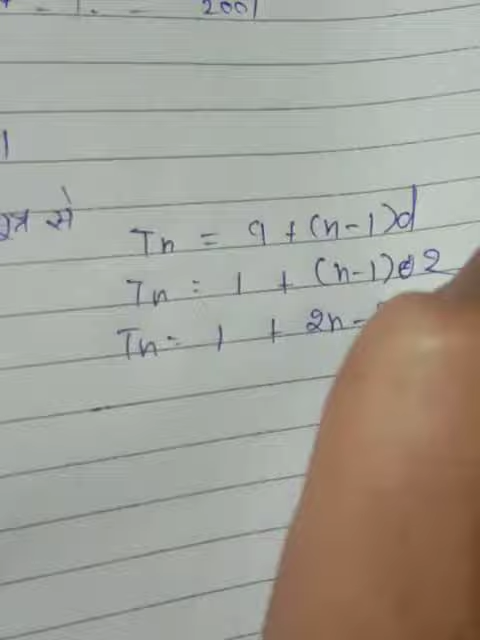 2001
सूत्र से
Tn = a + (n-1)d
Tn = 1 + (n-1)2
Tn = 1 + 2n -